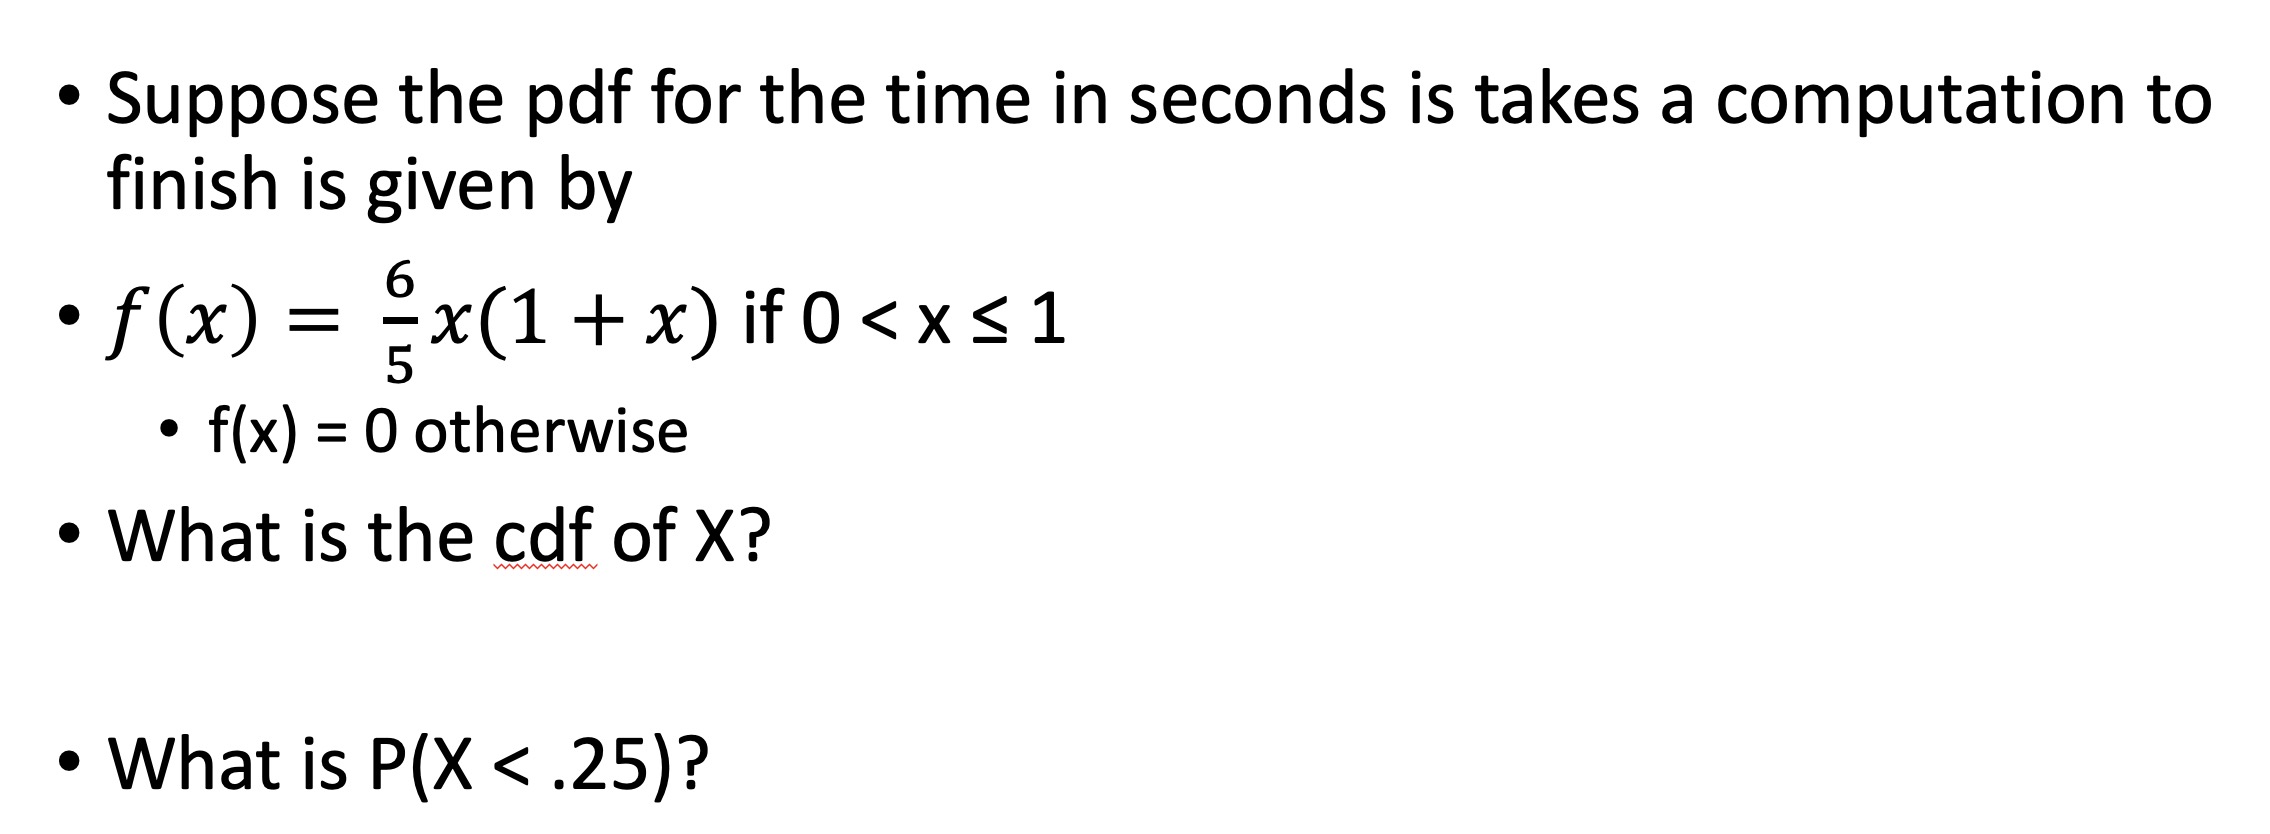 • Suppose the pdf for the time in seconds is takes a computation to
finish is given by
• f(x) = 6/5 x(1 + x) if 0 < x ≤ 1
• f(x) = 0 otherwise
• What is the cdf of X?
• What is P(X < .25)?